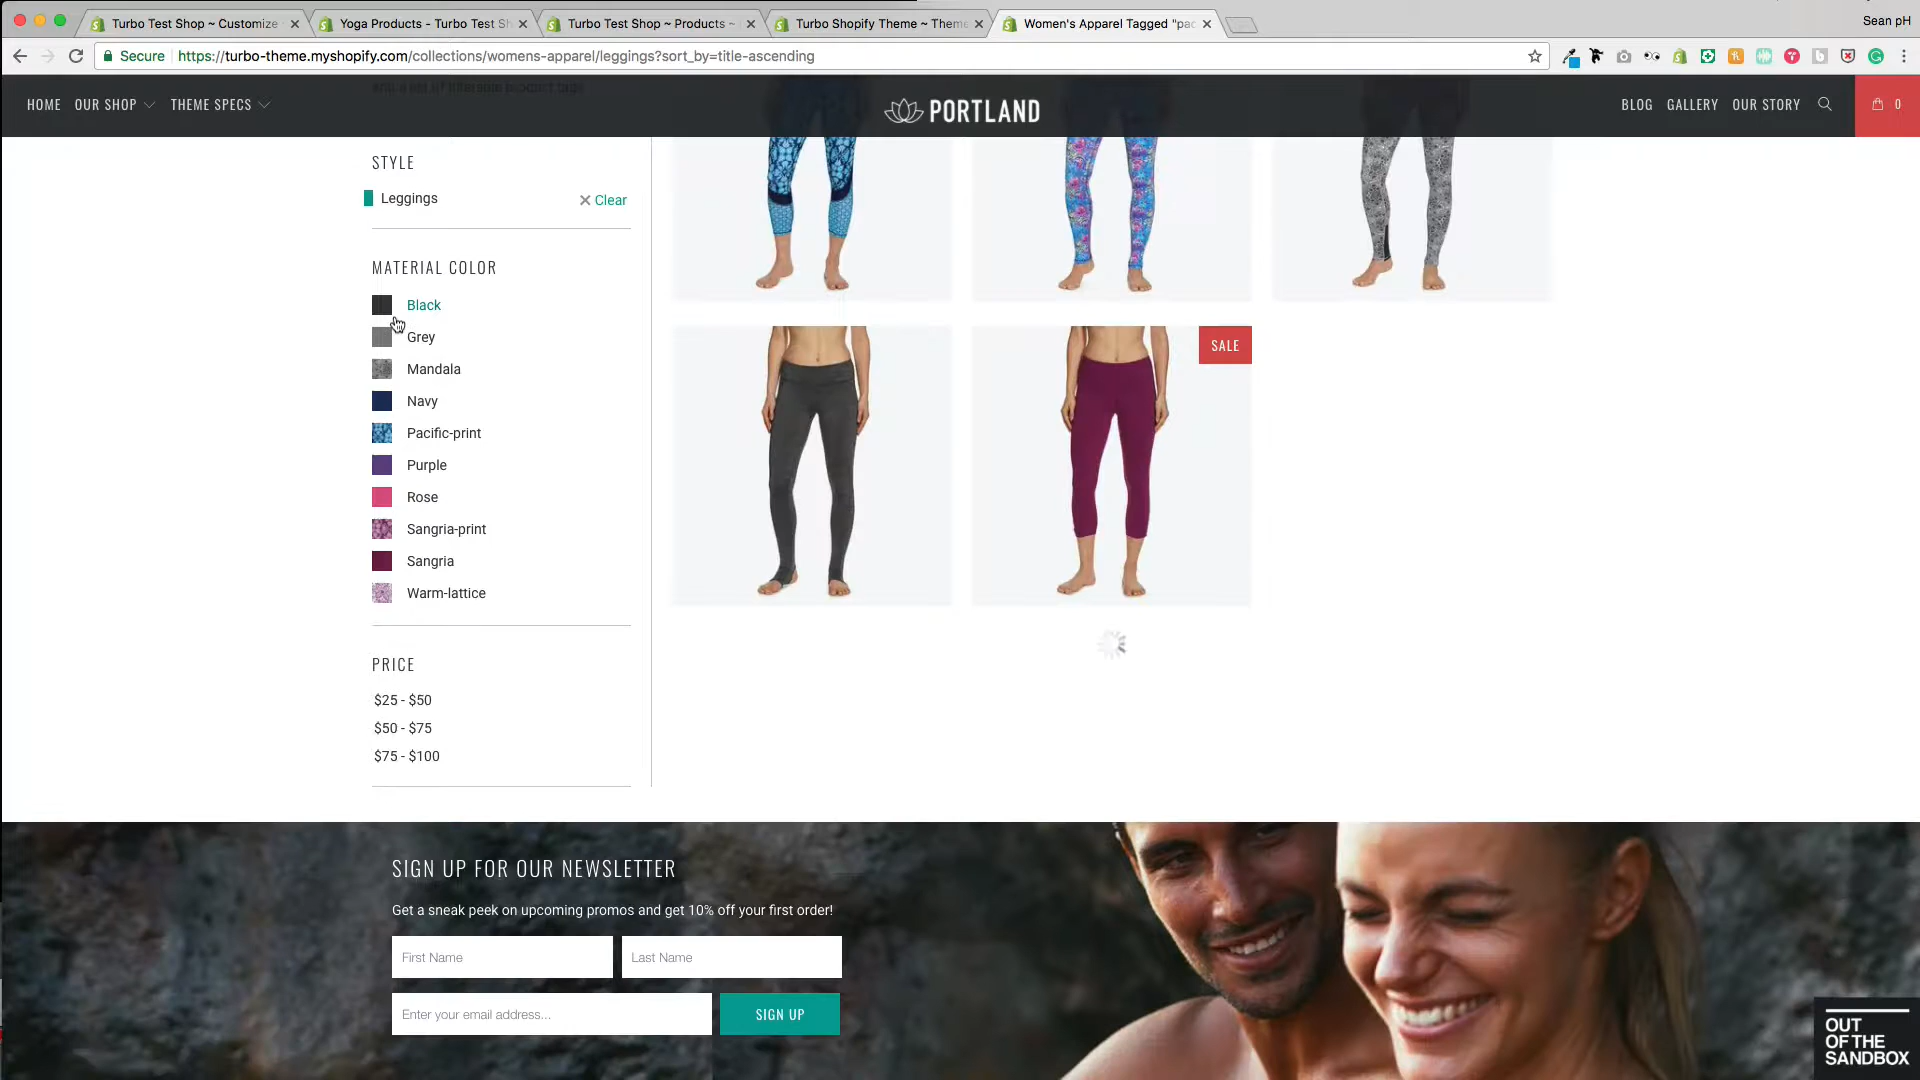 Sean pH
Turbo Test Shop ~ Customize
Yoga Products - Turbo Test Sh
Turbo Test Shop ~ Products ~
Turbo Shopify Theme ~ Theme
Women's Apparel Tagged "pac
Secure https://turbo-theme.myshopify.com/collections/womens-apparel/leggings?sort_by=title-ascending
HOME OUR SHOP THEME SPECS
PORTLAND
BLOG GALLERY OUR STORY
0
STYLE
Leggings
Clear
MATERIAL COLOR
Black
Grey
Mandala
Navy
Pacific-print
Purple
Rose
Sangria-print
Sangria
Warm-lattice
SALE
PRICE
$25 - $50
$50 - $75
$75 - $100
SIGN UP FOR OUR NEWSLETTER
Get a sneak peek on upcoming promos and get 10% off your first order!
First Name
Last Name
Enter your email address...
SIGN UP
OUT
OF THE
SANDBOX